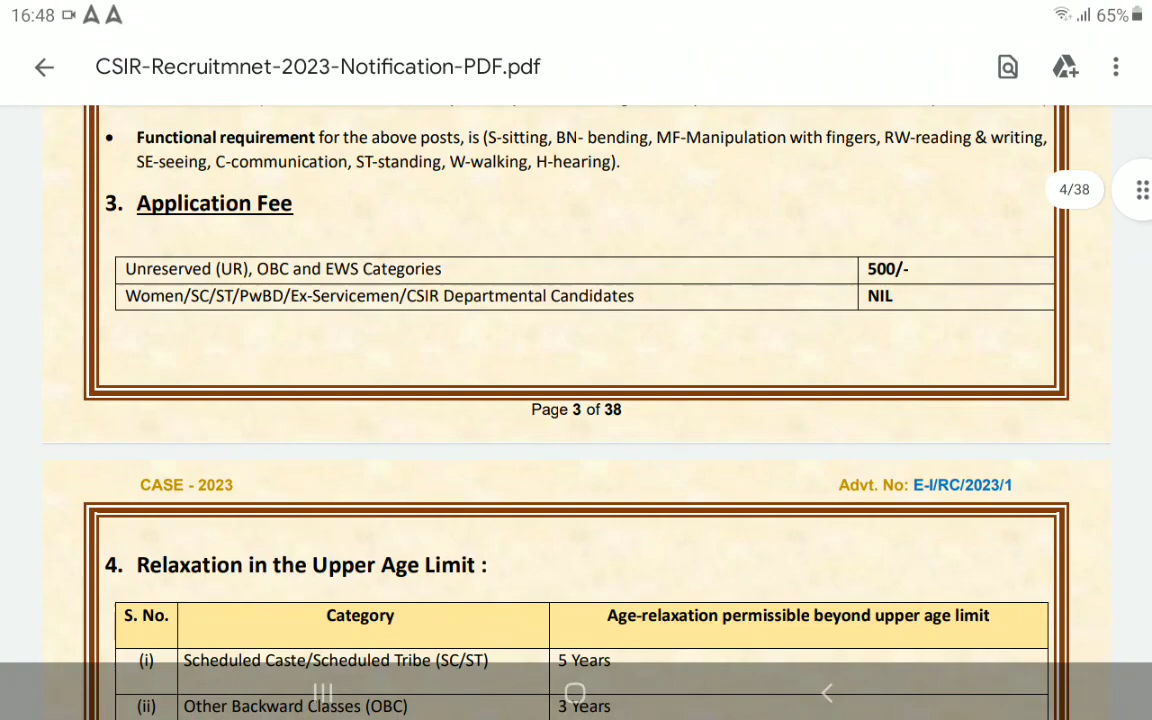 16:48
65%
CSIR-Recruitmnet-2023-Notification-PDF.pdf
• Functional requirement for the above posts, is (S-sitting, BN- bending, MF-Manipulation with fingers, RW-reading & writing,
SE-seeing, C-communication, ST-standing, W-walking, H-hearing).
4/38
3. Application Fee
Unreserved (UR), OBC and EWS Categories 500/-
Women/SC/ST/PwBD/Ex-Servicemen/CSIR Departmental Candidates NIL
Page 3 of 38
CASE - 2023 Advt. No: E-I/RC/2023/1
4. Relaxation in the Upper Age Limit :
S. No. Category Age-relaxation permissible beyond upper age limit
(i) Scheduled Caste/Scheduled Tribe (SC/ST) 5 Years
(ii) Other Backward Classes (OBC) 3 Years